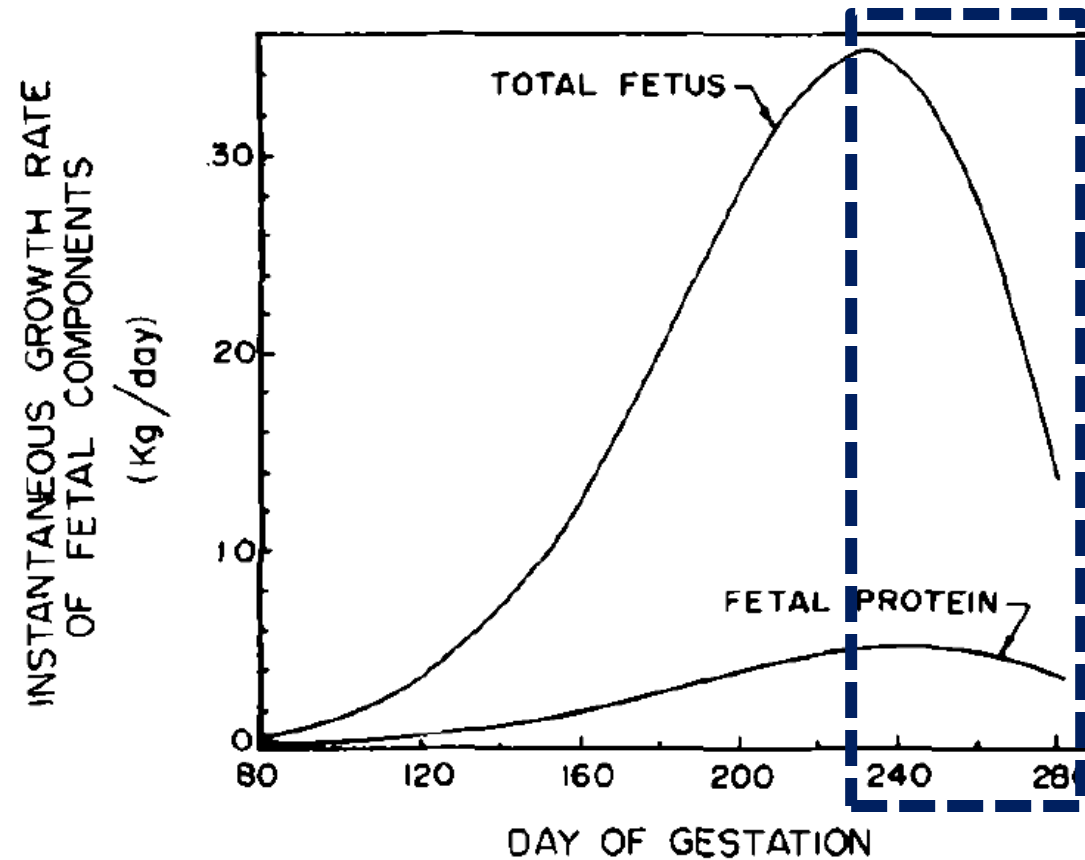 INSTANTANEOUS GROWTH RATE
OF FETAL COMPONENTS
(Kg/day)
TOTAL FETUS
.30
20
10
FETAL PROTEIN
0
80 120 160 200 240 280
DAY OF GESTATION